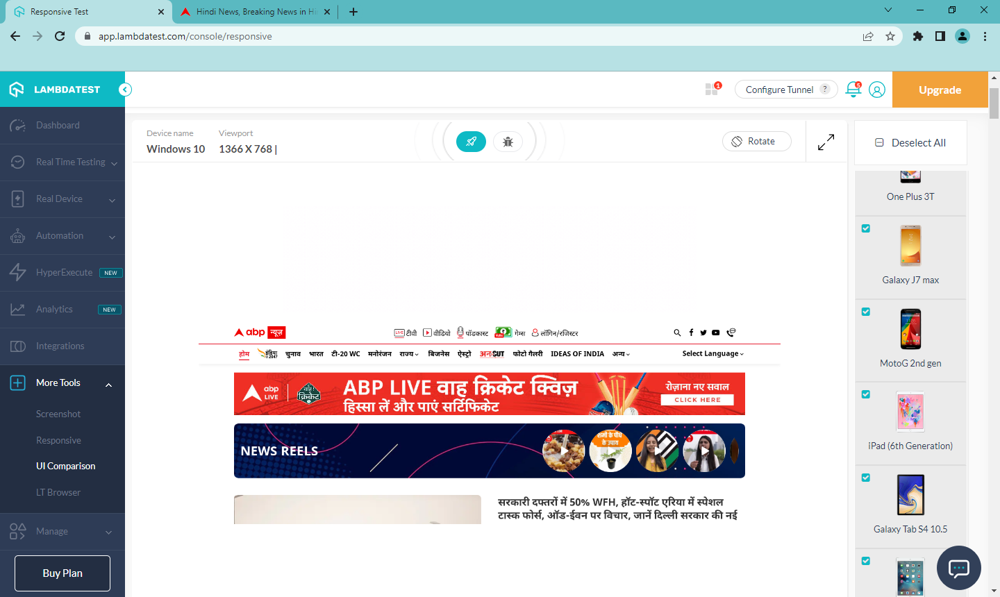 Responsive Test
Hindi News, Breaking News in Hi
app.lambdatest.com/console/responsive
LAMBDATEST
1
Configure Tunnel ?
5
Upgrade
Dashboard
Real Time Testing
Real Device
Automation
HyperExecute NEW
Analytics NEW
Integrations
More Tools
Screenshot
Responsive
UI Comparison
LT Browser
Manage
Buy Plan
Device name
Windows 10
Viewport
1366 X 768 |
Rotate
abp न्यूज़
LIVE टीवी
वीडियो
पॉडकास्ट
WIN गेम्स
लॉगिन/रजिस्टर
होम
इंडिया @ 2047
चुनाव
भारत
टी-20 WC
मनोरंजन
राज्य
बिजनेस
ऐस्ट्रो
अनCUT
फोटो गैलरी
IDEAS OF INDIA
अन्य
Select Language
abp LIVE
वाह क्रिकेट
ABP LIVE वाह क्रिकेट क्विज़
हिस्सा लें और पाएं सर्टिफिकेट
रोज़ाना नए सवाल
CLICK HERE
NEWS REELS
शमी के पौधे
के उपाय
सरकारी दफ्तरों में 50% WFH, हॉट-स्पॉट एरिया में स्पेशल
टास्क फोर्स, ऑड-ईवन पर विचार, जानें दिल्ली सरकार की नई
Deselect All
One Plus 3T
Galaxy J7 max
MotoG 2nd gen
iPad (6th Generation)
Galaxy Tab S4 10.5